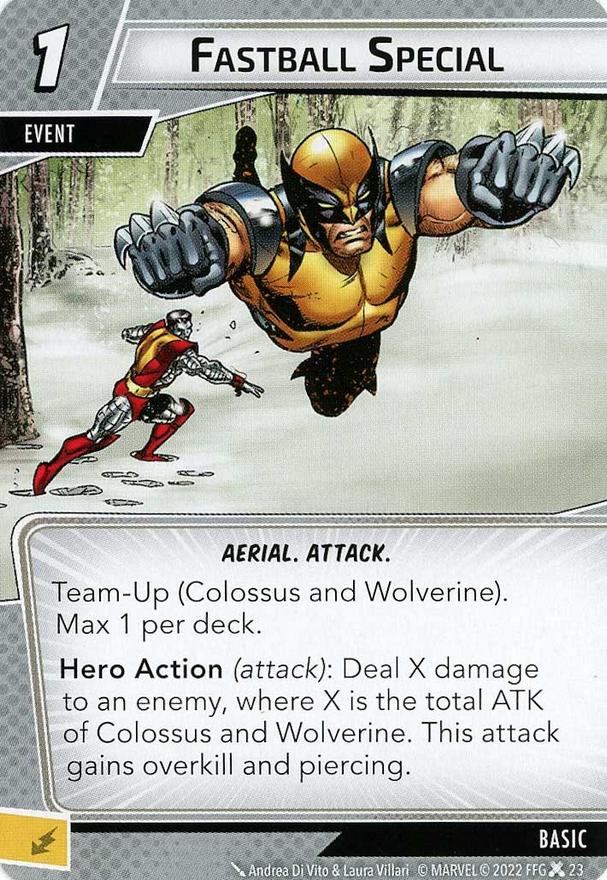 1
FASTBALL SPECIAL
EVENT
AERIAL. ATTACK.
Team-Up (Colossus and Wolverine).
Max 1 per deck.
Hero Action (attack): Deal X damage
to an enemy, where X is the total ATK
of Colossus and Wolverine. This attack
gains overkill and piercing.
BASIC
Andrea Di Vito & Laura Villari © MARVEL © 2022 FFG 23